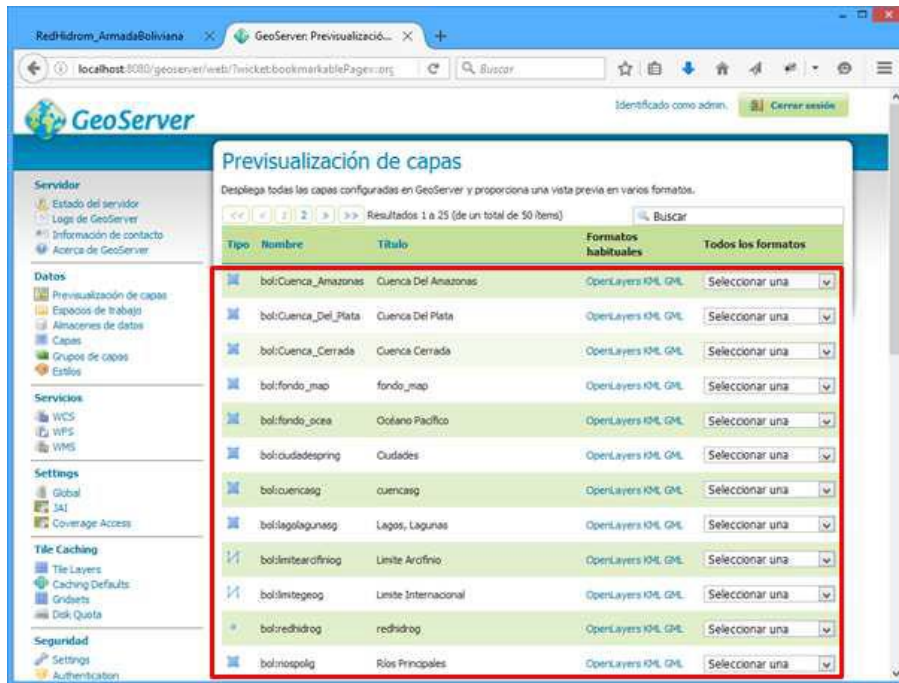 RedHidrom_ArmadaBoliviana
GeoServer: Previsualizació...
localhost:8080/geoserver/web/?wicket:bookmarkablePage=:org
Buscar
GeoServer
Identificado como admin.
Cerrar sesión
Servidor
Estado del servidor
Logs de GeoServer
Información de contacto
Acerca de GeoServer
Datos
Previsualización de capas
Espacios de trabajo
Almacenes de datos
Capas
Grupos de capas
Estilos
Servicios
WCS
WFS
WMS
Settings
Global
JAI
Coverage Access
Tile Caching
Tile Layers
Caching Defaults
Gridsets
Disk Quota
Seguridad
Settings
Authentication
Previsualización de capas
Despliega todas las capas configuradas en GeoServer y proporciona una vista previa en varios formatos.
<< < 1 2 > >> Resultados 1 a 25 (de un total de 50 ítems) Buscar
Tipo Nombre Título Formatos habituales Todos los formatos
bol:Cuenca_Amazonas Cuenca Del Amazonas OpenLayers KML GML Seleccionar una
bol:Cuenca_Del_Plata Cuenca Del Plata OpenLayers KML GML Seleccionar una
bol:Cuenca_Cerrada Cuenca Cerrada OpenLayers KML GML Seleccionar una
bol:fondo_map fondo_map OpenLayers KML GML Seleccionar una
bol:fondo_ocea Océano Pacífico OpenLayers KML GML Seleccionar una
bol:ciudadespring Ciudades OpenLayers KML GML Seleccionar una
bol:cuencasg cuencasg OpenLayers KML GML Seleccionar una
bol:lagolagunasg Lagos, Lagunas OpenLayers KML GML Seleccionar una
bol:limitearcifiniog Limite Arcifinio OpenLayers KML GML Seleccionar una
bol:limitegeog Limite Internacional OpenLayers KML GML Seleccionar una
bol:redhidrog redhidrog OpenLayers KML GML Seleccionar una
bol:riospolig Ríos Principales OpenLayers KML GML Seleccionar una